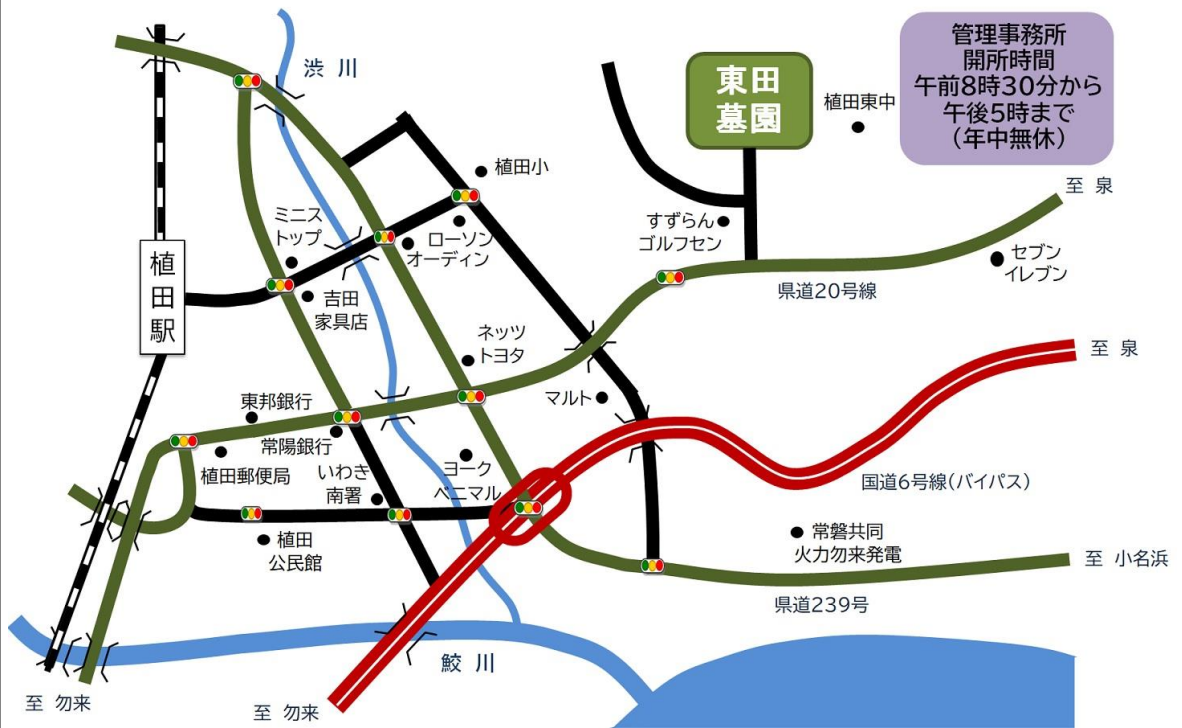 管理事務所
開所時間
午前8時30分から
午後5時まで
（年中無休）
東田
墓園
植田東中
渋 川
植田小
至 泉
ミニス
トップ
ローソン
オーディン
すずらん
ゴルフセン
セブン
イレブン
植田駅
県道20号線
吉田
家具店
ネッツ
トヨタ
至 泉
マルト
東邦銀行
常陽銀行
植田郵便局
いわき
南署
ヨーク
ベニマル
国道6号線(バイパス)
植田
公民館
常磐共同
火力勿来発電
至 小名浜
県道239号
鮫 川
至 勿来
至 勿来